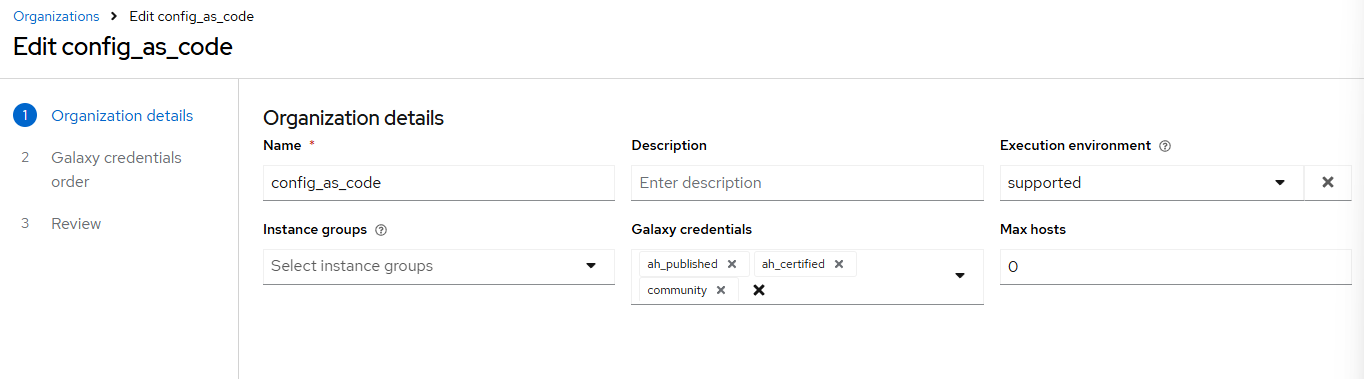 Organizations > Edit config_as_code
Edit config_as_code
1 Organization details
2 Galaxy credentials
order
3 Review
Organization details
Name *
config_as_code
Description
Enter description
Execution environment
supported
Instance groups
Select instance groups
Galaxy credentials
ah_published ah_certified
community
Max hosts
0